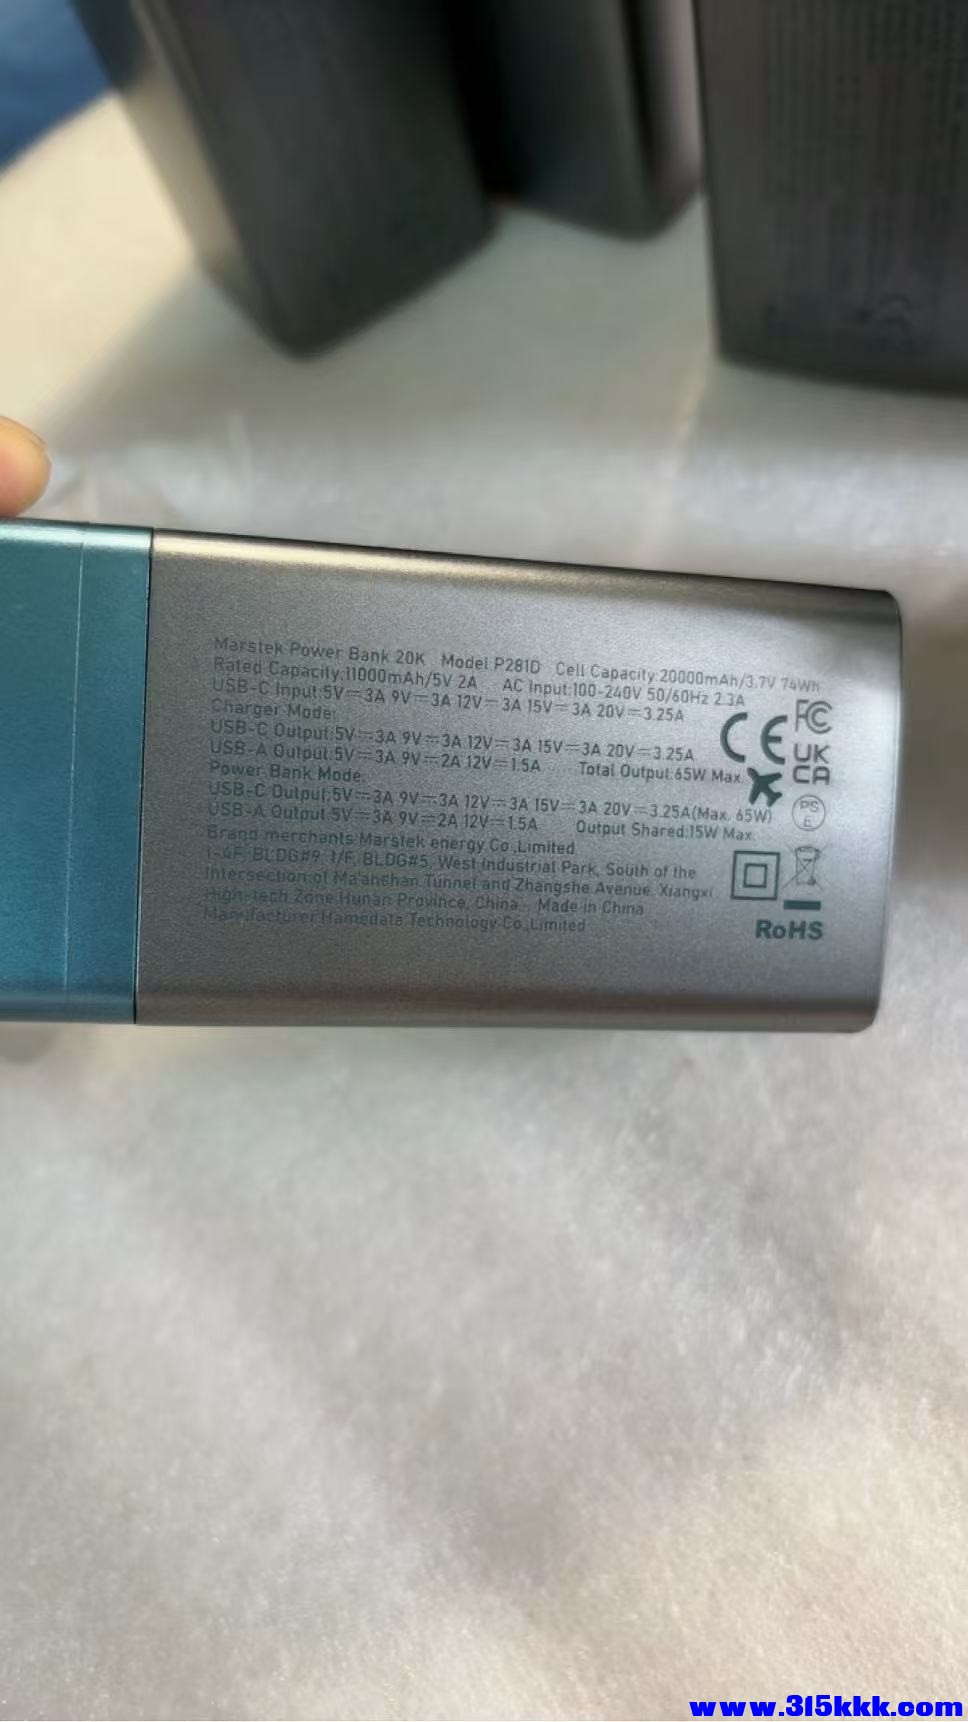 Marstek Power Bank 20K Model:P281D Cell Capacity:20000mAh/3.7V 74Wh
Rated Capacity:11000mAh/5V 2A AC Input:100-240V 50/60Hz 2.3A
USB-C Input:5V⎓3A 9V⎓3A 12V⎓3A 15V⎓3A 20V⎓3.25A
Charger Mode:
USB-C Output:5V⎓3A 9V⎓3A 12V⎓3A 15V⎓3A 20V⎓3.25A
USB-A Output:5V⎓3A 9V⎓2A 12V⎓1.5A Total Output:65W Max.
Power Bank Mode:
USB-C Output:5V⎓3A 9V⎓3A 12V⎓3A 15V⎓3A 20V⎓3.25A(Max. 65W)
USB-A Output:5V⎓3A 9V⎓2A 12V⎓1.5A Output Shared:15W Max.
Brand merchants:Marstek energy Co.,Limited
1-4F, BLDG#9, 1/F, BLDG#5, West Industrial Park, South of the
Intersection of Ma'anshan Tunnel and Zhangshe Avenue, Xiangxi
High-tech Zone Hunan Province, China. Made in China
Manufacturer:Hamedata Technology Co.,Limited
CE FC
UK
CA
PS
E
RoHS
www.315kkk.com